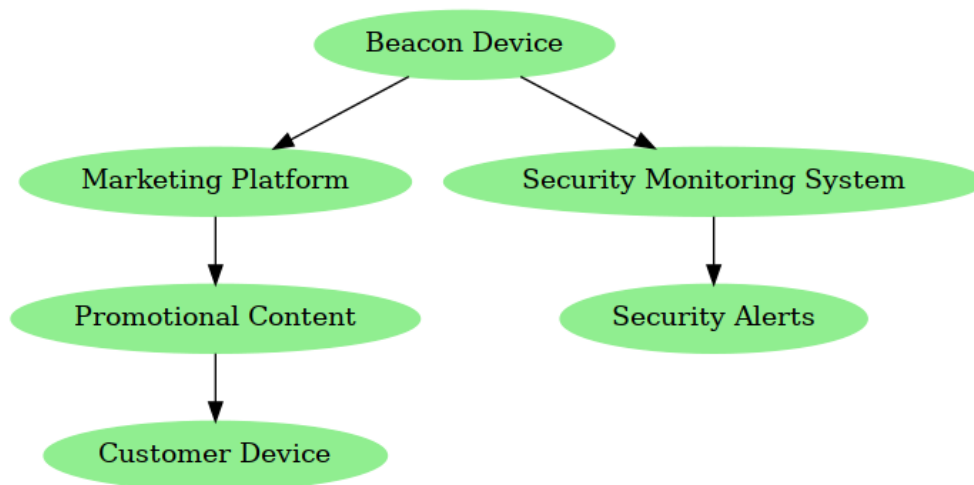 Beacon Device
Marketing Platform
Security Monitoring System
Promotional Content
Security Alerts
Customer Device